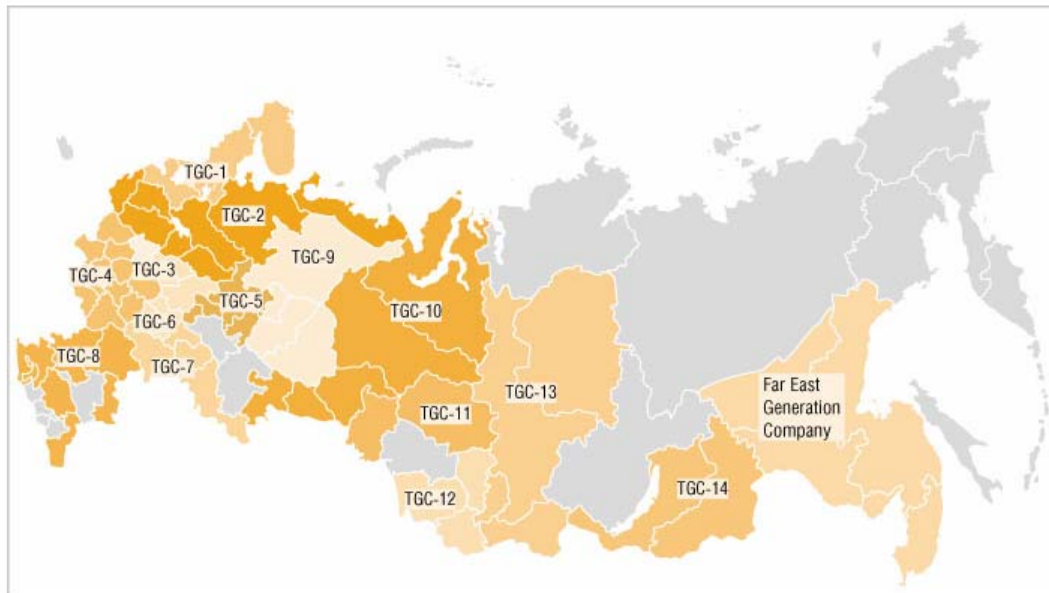 TGC-1
TGC-2
TGC-9
TGC-3
TGC-4
TGC-5
TGC-10
TGC-6
TGC-8
TGC-7
TGC-13
Far East
Generation
Company
TGC-11
TGC-14
TGC-12